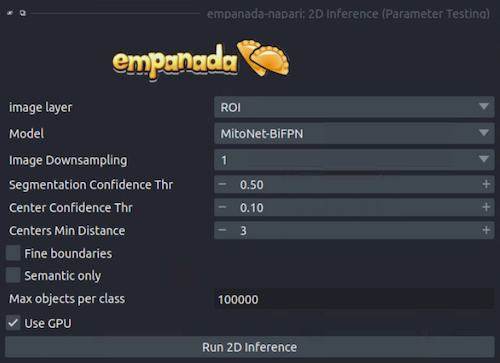 empanada-napari: 2D Inference (Parameter Testing)
empanada
image layer ROI
Model MitoNet-BiFPN
Image Downsampling 1
Segmentation Confidence Thr − 0.50 +
Center Confidence Thr − 0.10 +
Centers Min Distance − 3 +
Fine boundaries
Semantic only
Max objects per class 100000
Use GPU
Run 2D Inference